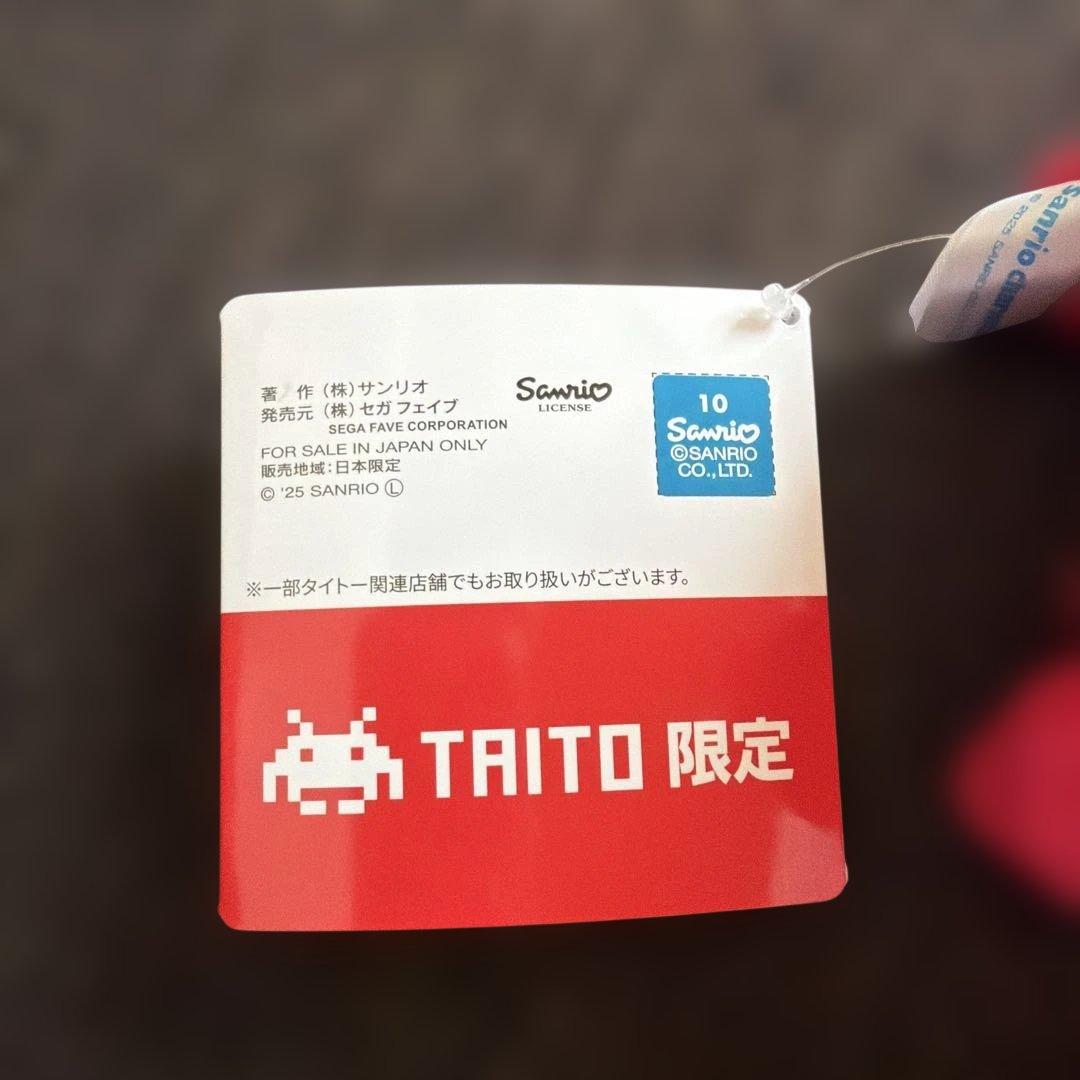 著 作 (株)サンリオ
発売元 (株)セガ フェイブ
SEGA FAVE CORPORATION
FOR SALE IN JAPAN ONLY
販売地域:日本限定
© '25 SANRIO Ⓛ
Sanrio
LICENSE
10
Sanrio
©SANRIO
CO.,LTD.
※一部タイトー関連店舗でもお取り扱いがございます。
TAITO 限定
Sanrio
© 2025 SANRIO